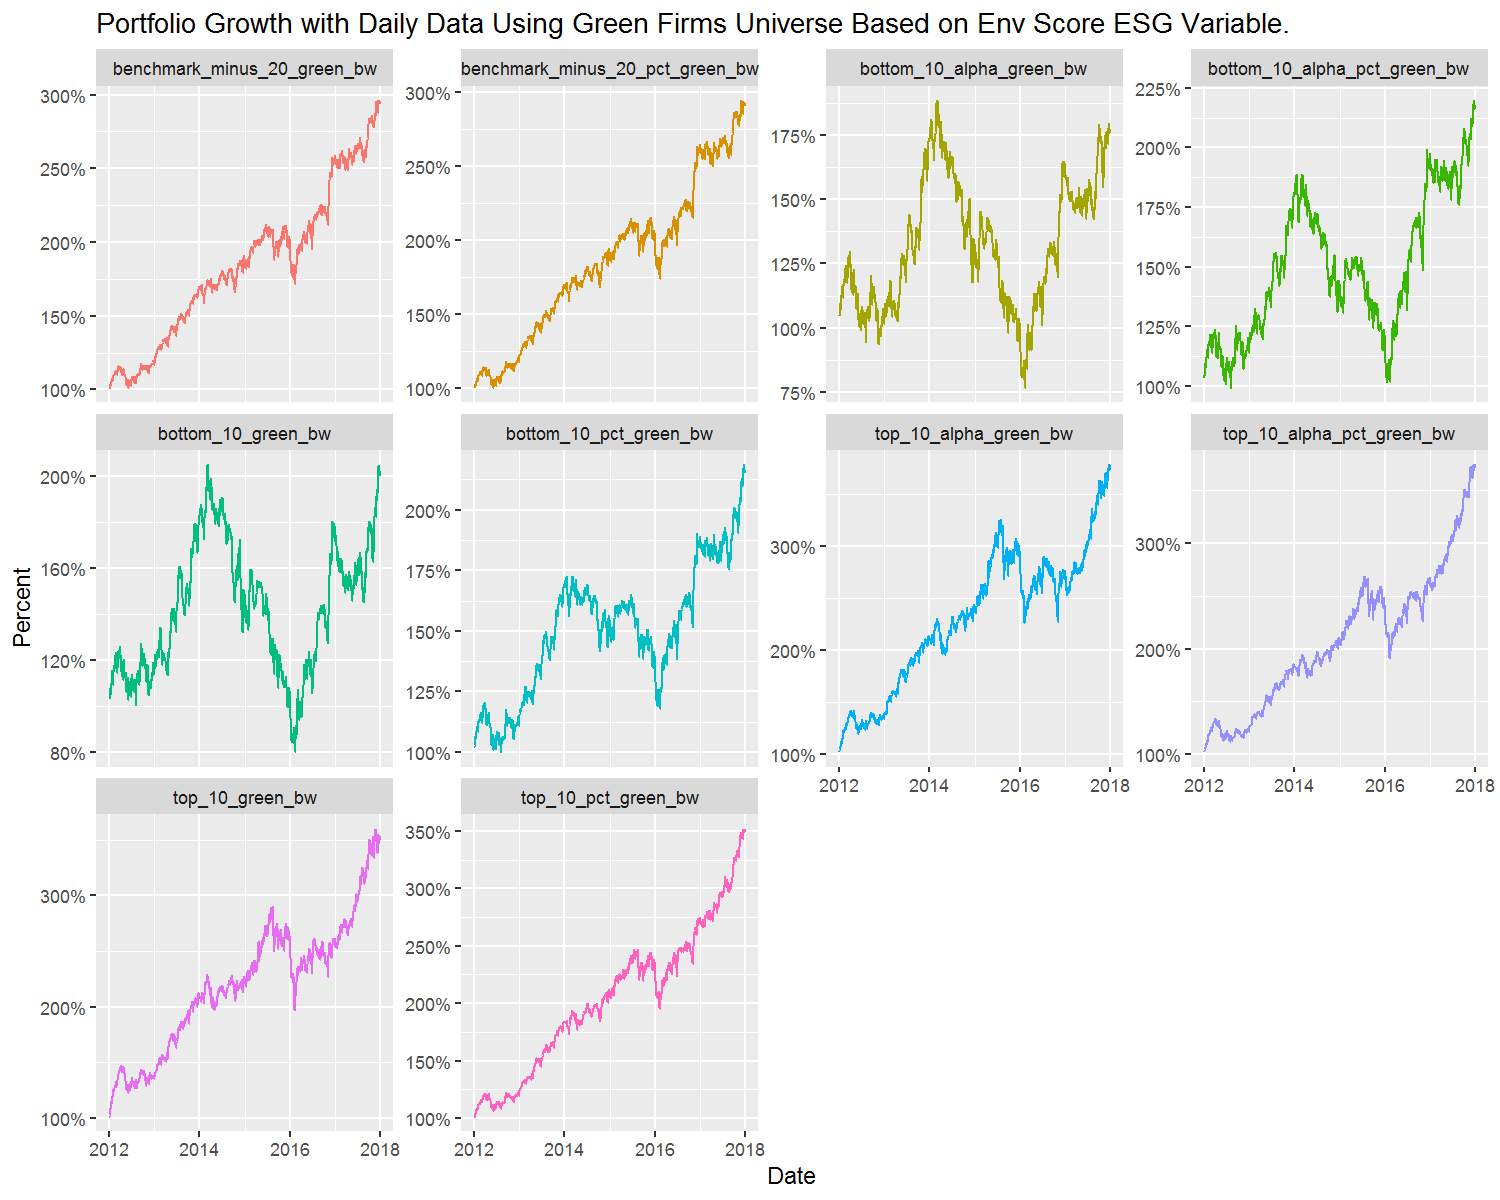 Portfolio Growth with Daily Data Using Green Firms Universe Based on Env Score ESG Variable.
benchmark_minus_20_green_bw
benchmark_minus_20_pct_green_bw
bottom_10_alpha_green_bw
bottom_10_alpha_pct_green_bw
300%
250%
200%
150%
100%
300%
250%
200%
150%
100%
175%
150%
125%
100%
75%
225%
200%
175%
150%
125%
100%
bottom_10_green_bw
bottom_10_pct_green_bw
top_10_alpha_green_bw
top_10_alpha_pct_green_bw
200%
160%
120%
80%
200%
175%
150%
125%
100%
300%
200%
100%
300%
200%
100%
2012 2014 2016 2018
2012 2014 2016 2018
top_10_green_bw
top_10_pct_green_bw
300%
200%
100%
350%
300%
250%
200%
150%
100%
2012 2014 2016 2018
2012 2014 2016 2018
Percent
Date